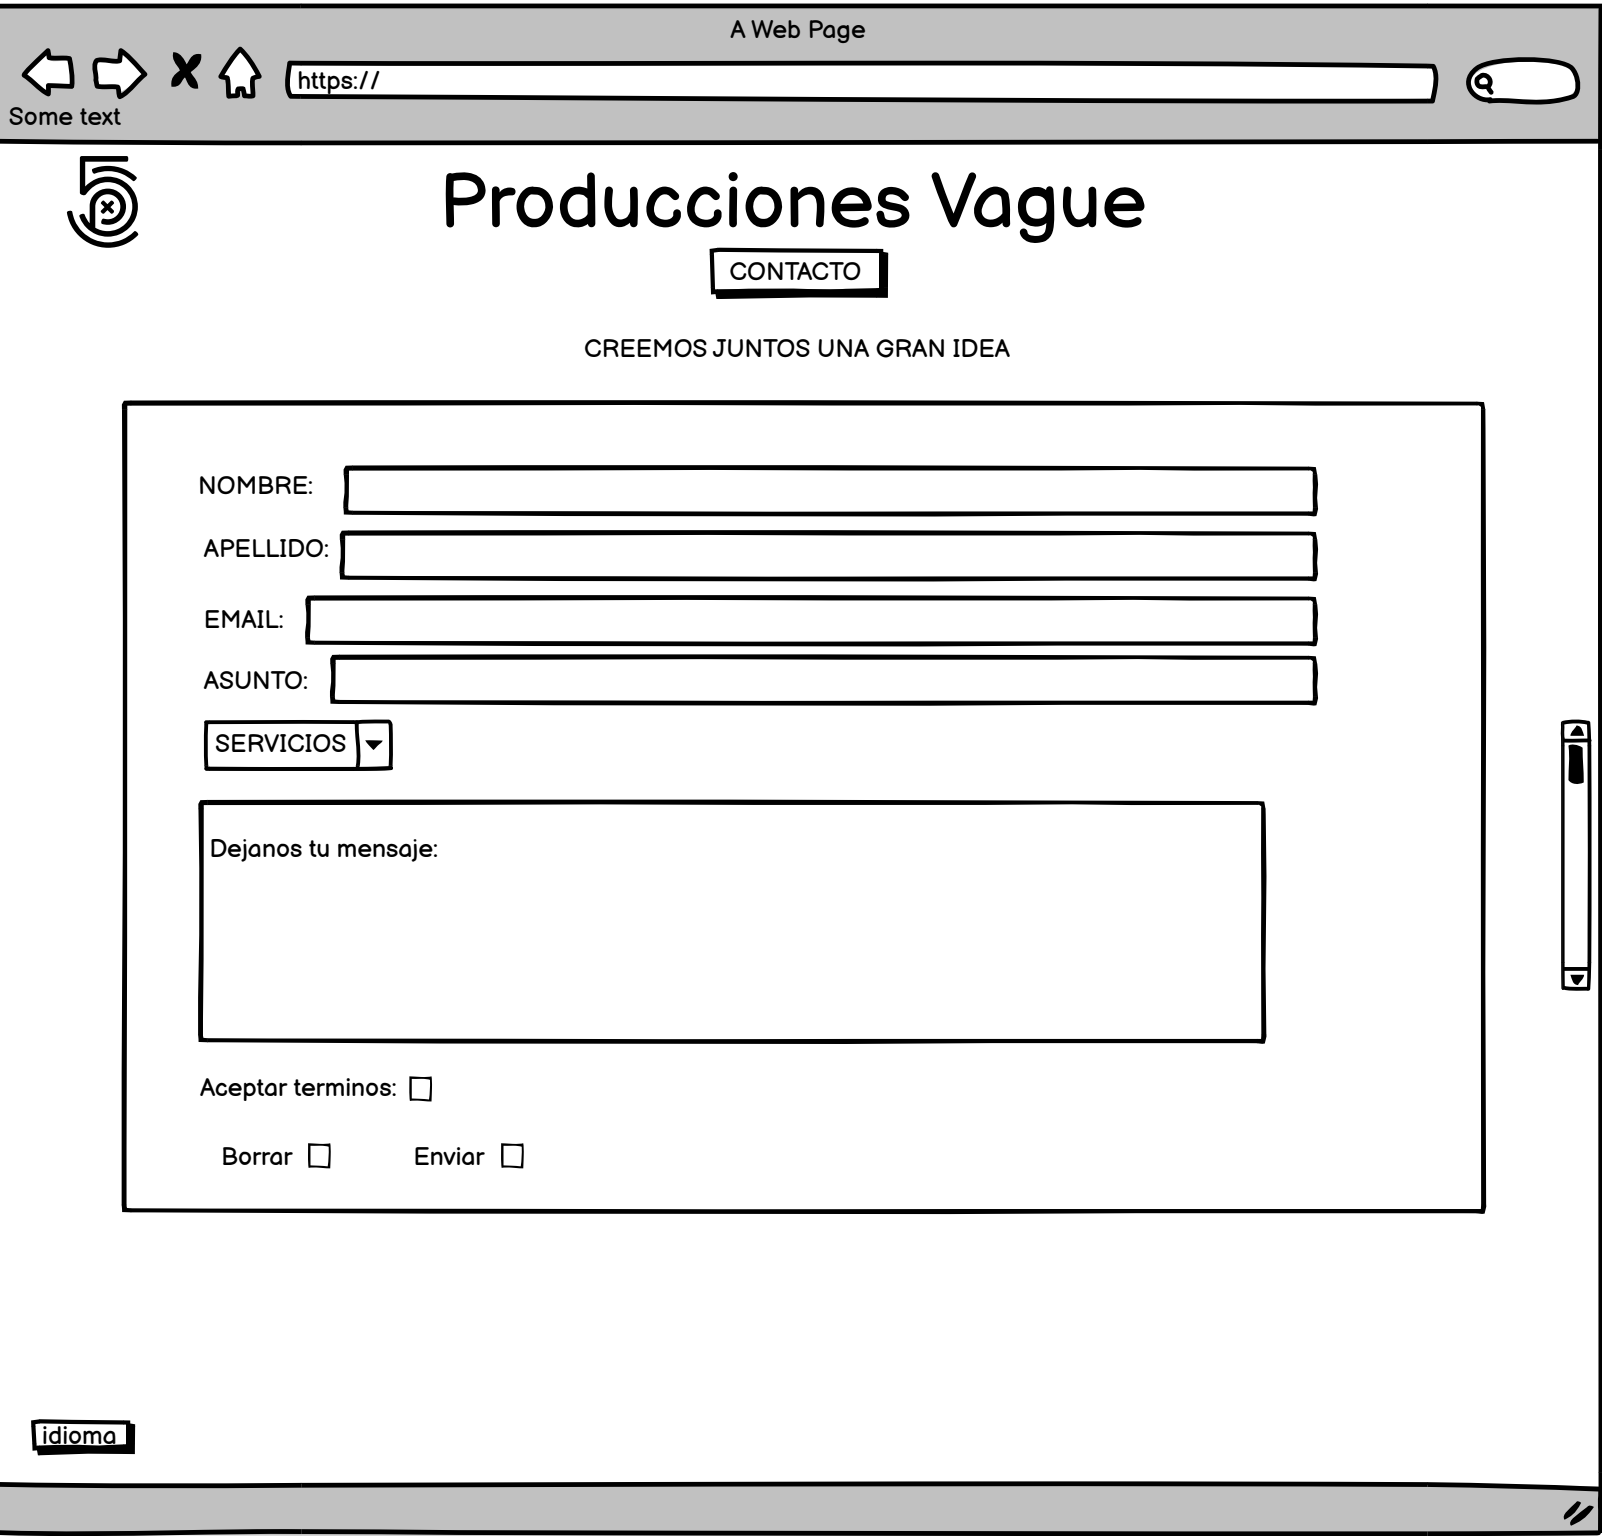 A Web Page
https://
Some text
Producciones Vague
CONTACTO
CREEMOS JUNTOS UNA GRAN IDEA
NOMBRE:
APELLIDO:
EMAIL:
ASUNTO:
SERVICIOS
Dejanos tu mensaje:
Aceptar terminos:
Borrar Enviar
idioma